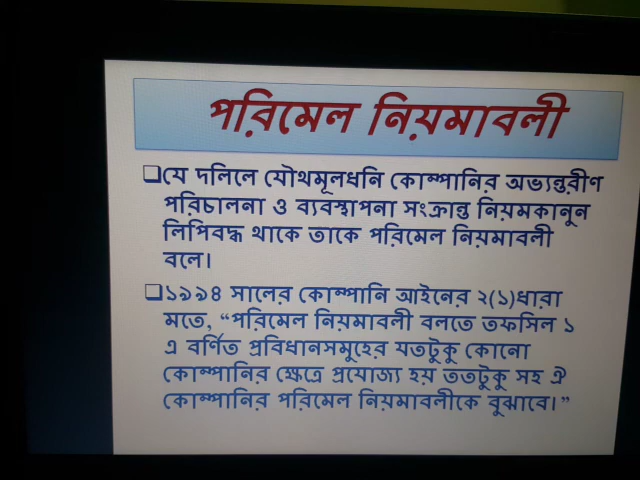 পরিমেল নিয়মাবলী
❑যে দলিলে যৌথমূলধনি কোম্পানির অভ্যন্তরীণ
পরিচালনা ও ব্যবস্থাপনা সংক্রান্ত নিয়মকানুন
লিপিবদ্ধ থাকে তাকে পরিমেল নিয়মাবলী
বলে।
❑১৯৯৪ সালের কোম্পানি আইনের ২(১)ধারা
মতে, “পরিমেল নিয়মাবলী বলতে তফসিল ১
এ বর্ণিত প্রবিধানসমুহের যতটুকু কোনো
কোম্পানির ক্ষেত্রে প্রযোজ্য হয় ততটুকু সহ ঐ
কোম্পানির পরিমেল নিয়মাবলীকে বুঝাবে।”